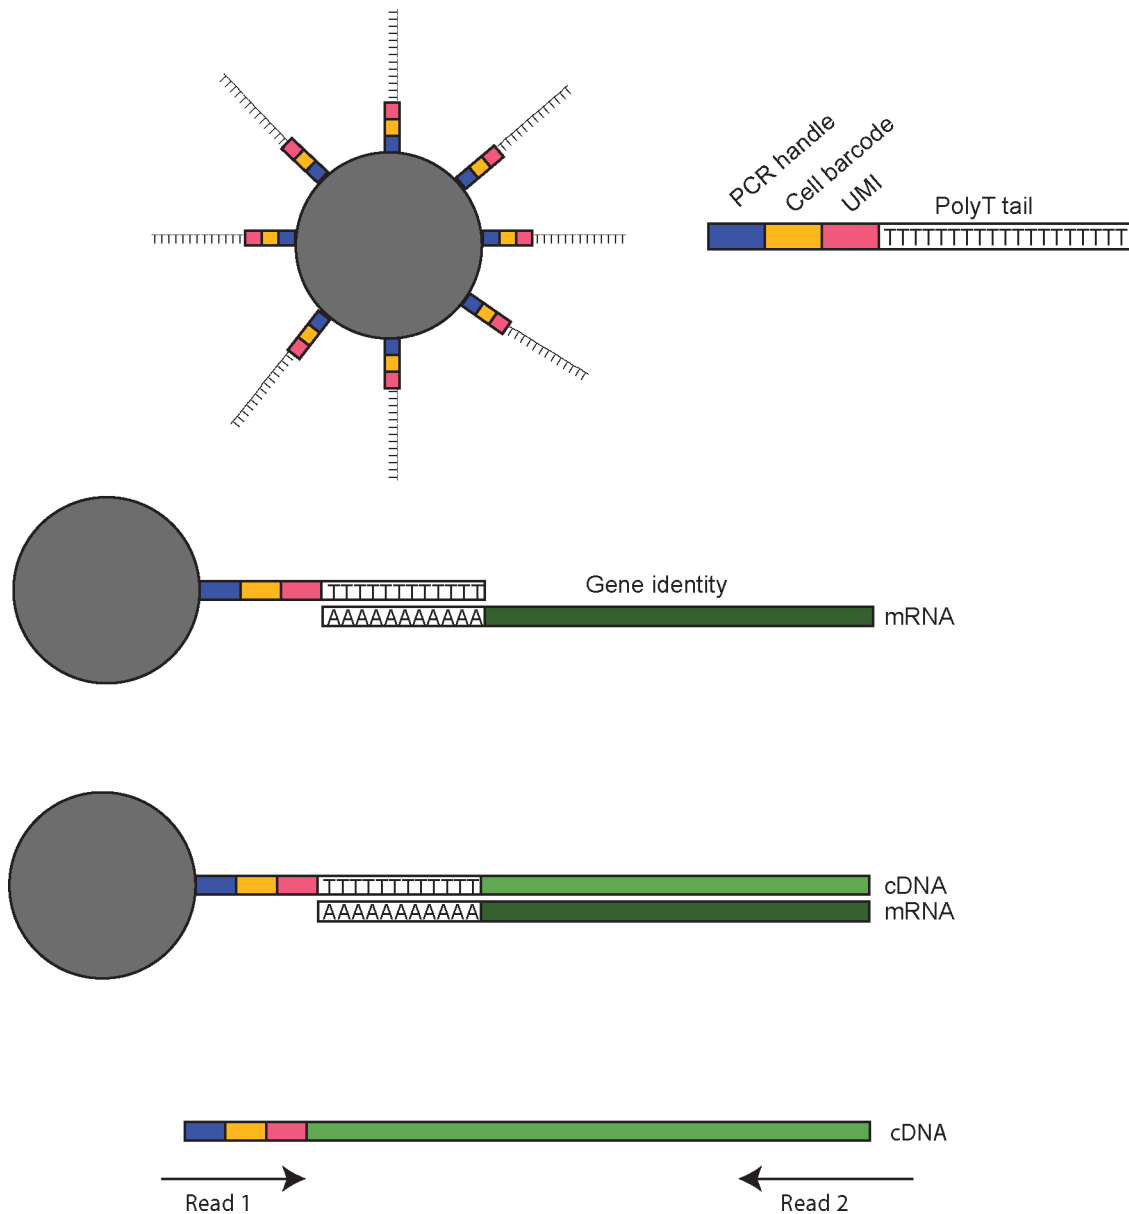 PCR handle
Cell barcode
UMI
PolyT tail
TTTTTTTTTTTTTTTTTT
Gene identity
TTTTTTTTTTTT
AAAAAAAAAAA
mRNA
TTTTTTTTTTTT
cDNA
AAAAAAAAAAA
mRNA
cDNA
Read 1
Read 2